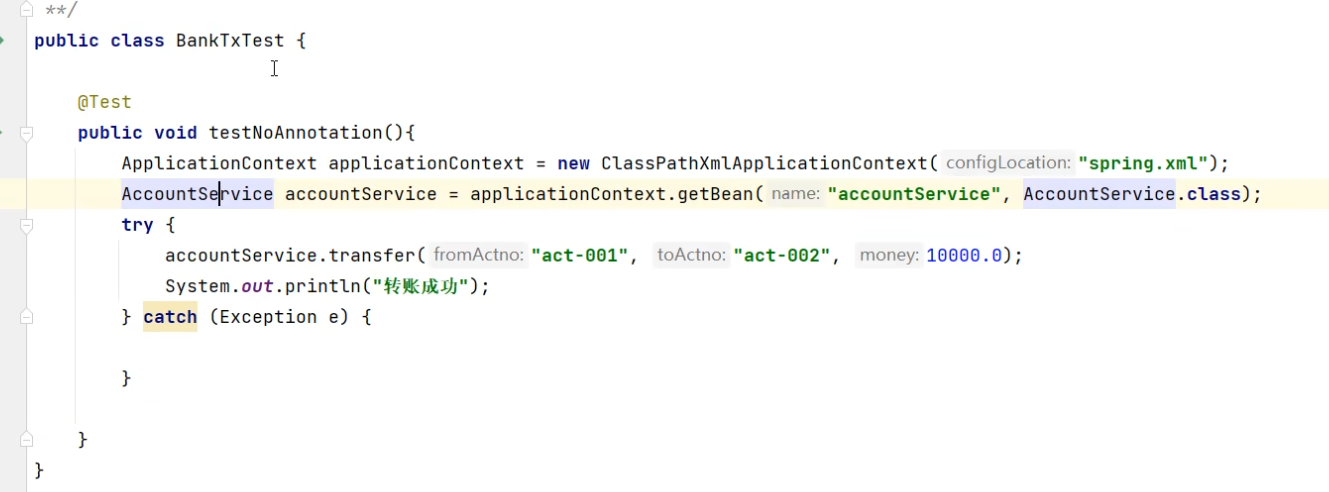 **/
public class BankTxTest {
@Test
public void testNoAnnotation(){
ApplicationContext applicationContext = new ClassPathXmlApplicationContext( configLocation: "spring.xml");
AccountService accountService = applicationContext.getBean( name: "accountService", AccountService.class);
try {
accountService.transfer( fromActno: "act-001", toActno: "act-002", money: 10000.0);
System.out.println("转账成功");
} catch (Exception e) {
}
}
}